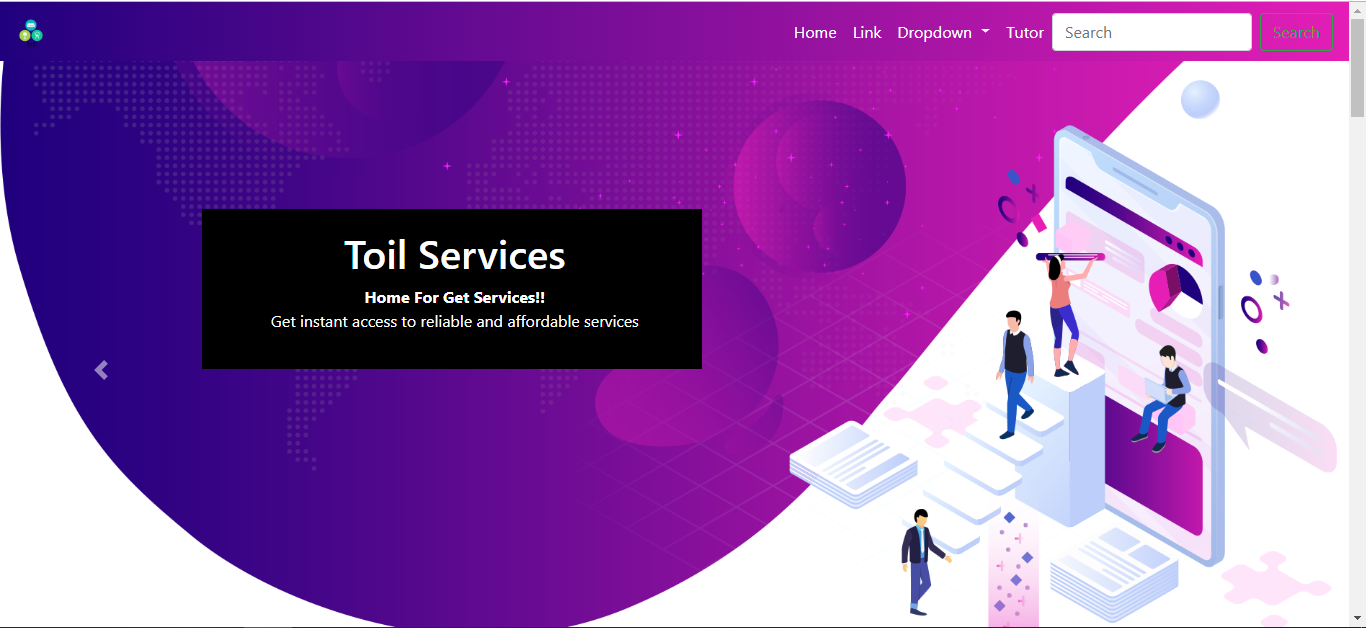 Home Link Dropdown Tutor Search Search
Toil Services
Home For Get Services!!
Get instant access to reliable and affordable services